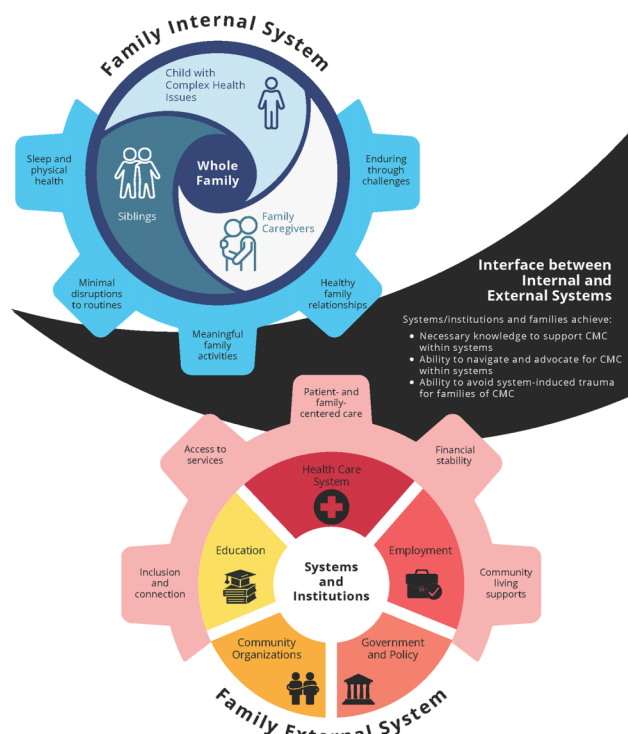 Family Internal System
Child with
Complex Health
Issues
Whole
Family
Siblings
Family
Caregivers
Sleep and
physical
health
Enduring
through
challenges
Minimal
disruptions
to routines
Healthy
family
relationships
Meaningful
family
activities
Interface between
Internal and
External Systems
Systems/institutions and families achieve:
• Necessary knowledge to support CMC
within systems
• Ability to navigate and advocate for CMC
within systems
• Ability to avoid system-induced trauma
for families of CMC
Patient- and
family-
centered care
Access to
services
Financial
stability
Health Care
System
Education
Employment
Systems
and
Institutions
Inclusion and
connection
Community
living
supports
Community
Organizations
Government
and Policy
Family External System